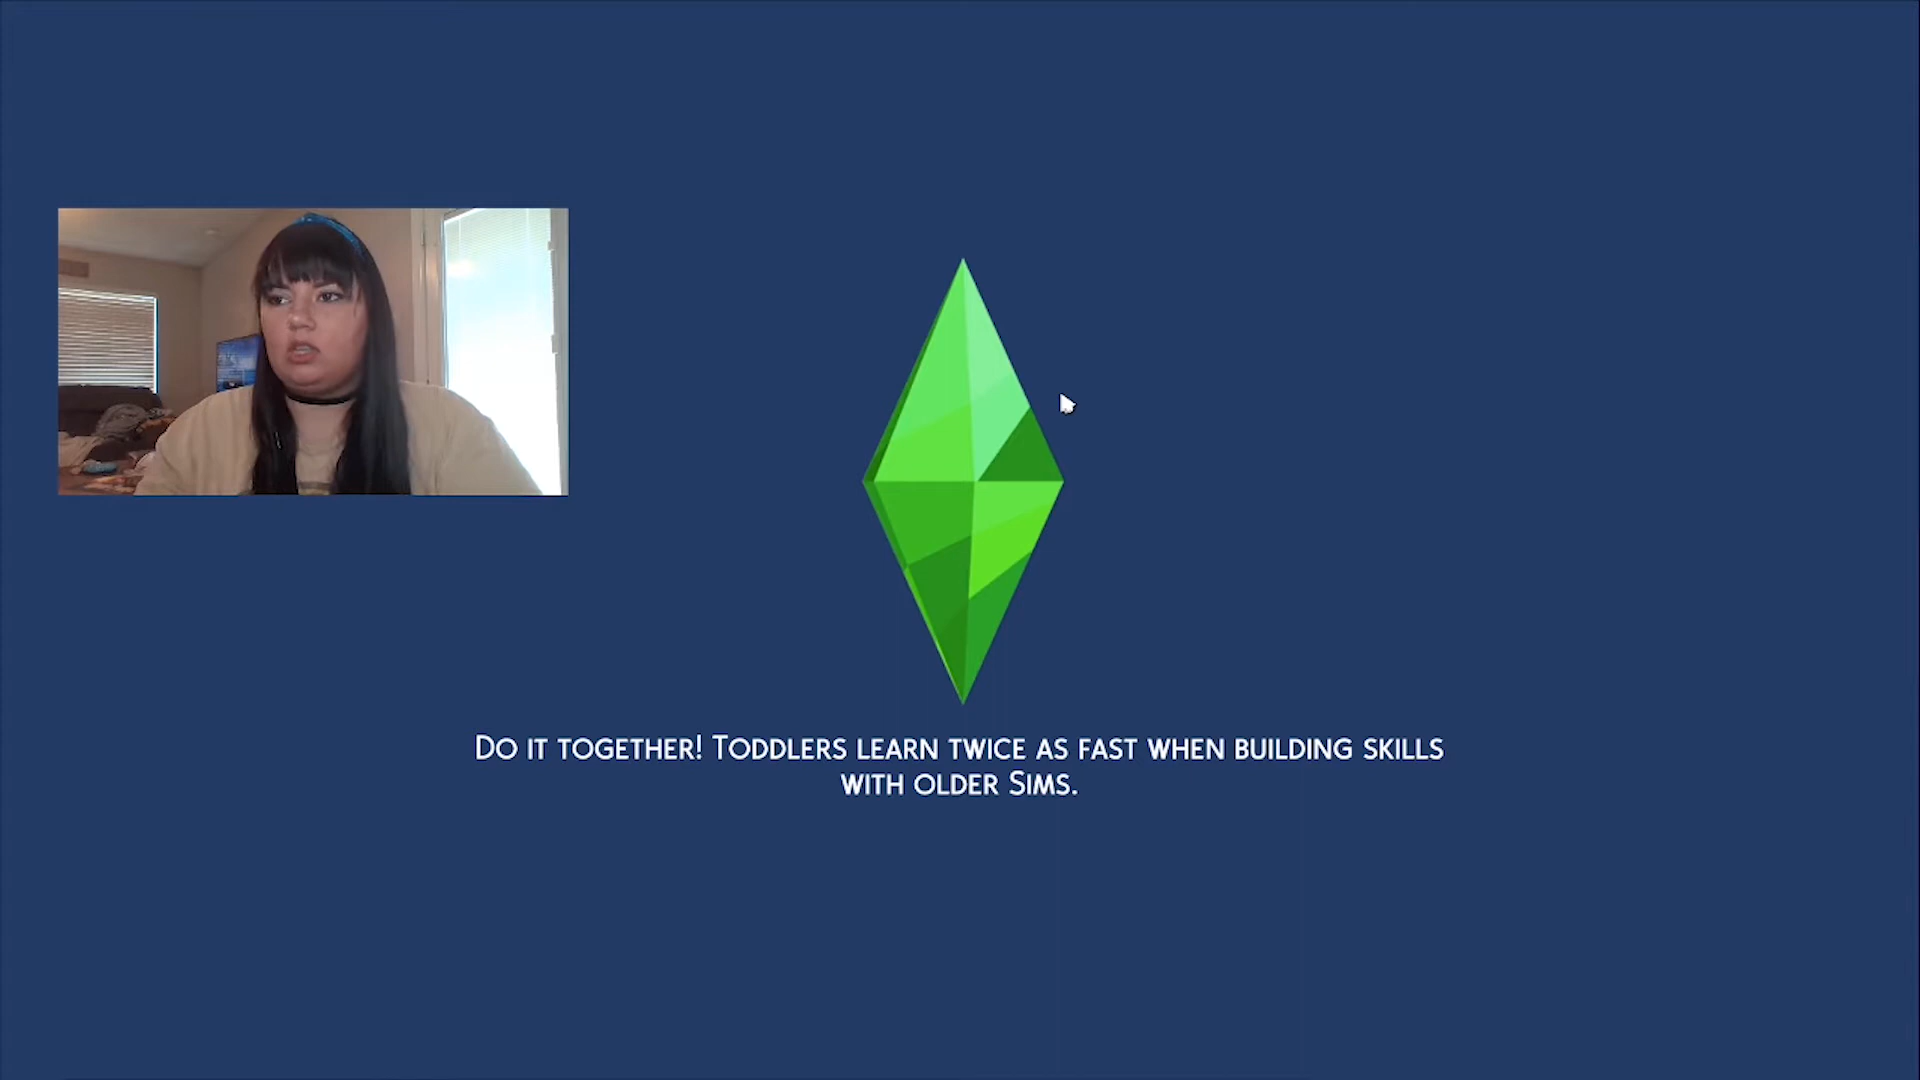 Do it together! Toddlers learn twice as fast when building skills
with older Sims.